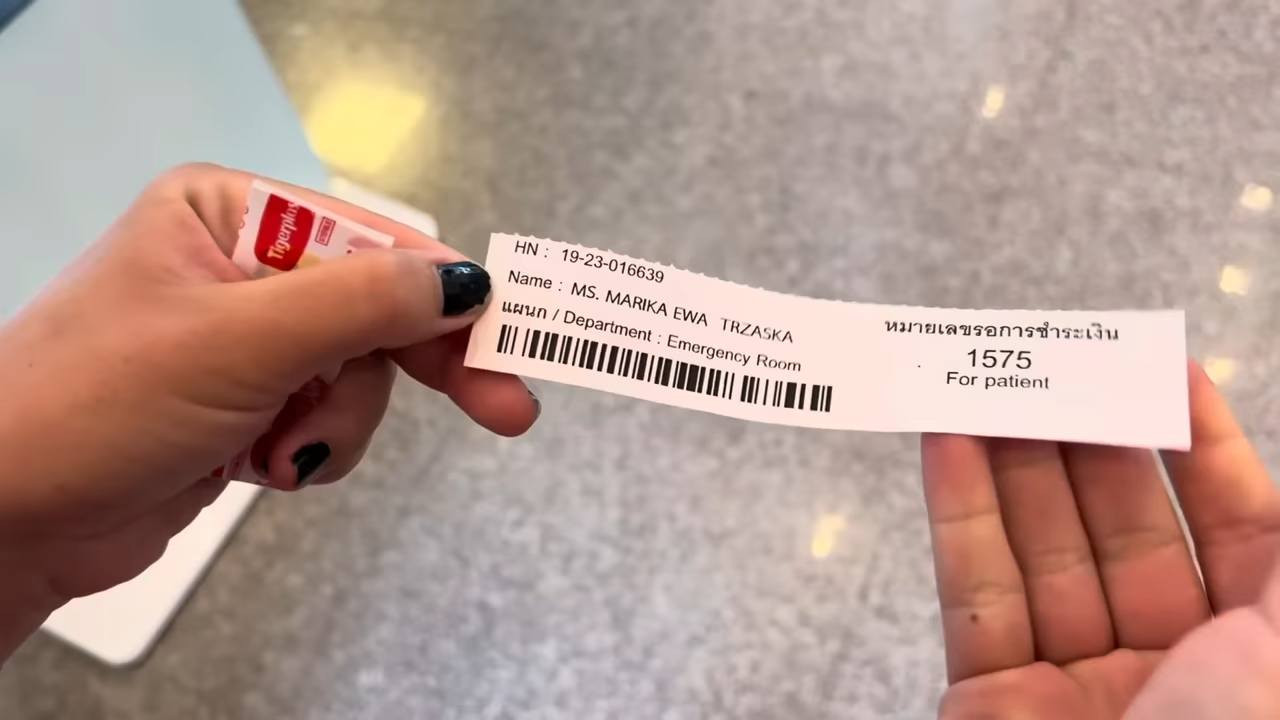 Tigerplast
HN : 19-23-016639
Name : MS. MARIKA EWA TRZASKA
แผนก / Department : Emergency Room
หมายเลขรอการชำระเงิน
1575
For patient